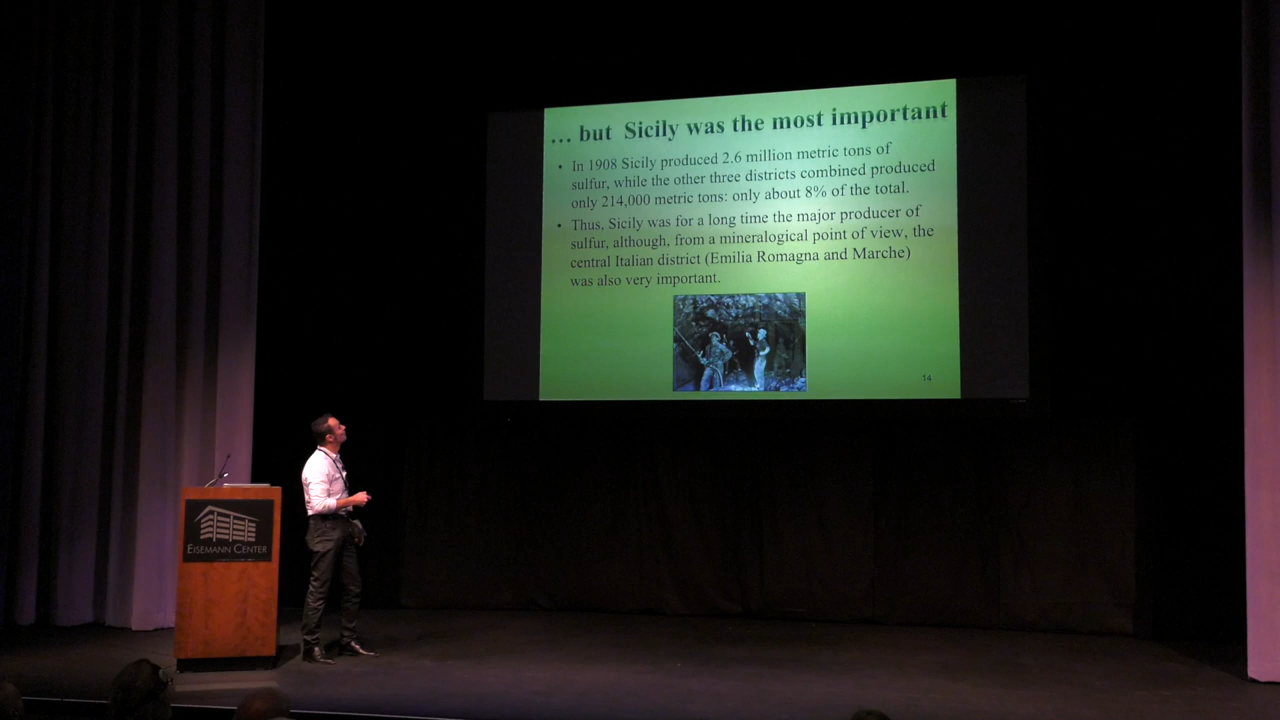 … but Sicily was the most important
• In 1908 Sicily produced 2.6 million metric tons of
sulfur, while the other three districts combined produced
only 214,000 metric tons: only about 8% of the total.
• Thus, Sicily was for a long time the major producer of
sulfur, although, from a mineralogical point of view, the
central Italian district (Emilia Romagna and Marche)
was also very important.
14
EISEMANN CENTER